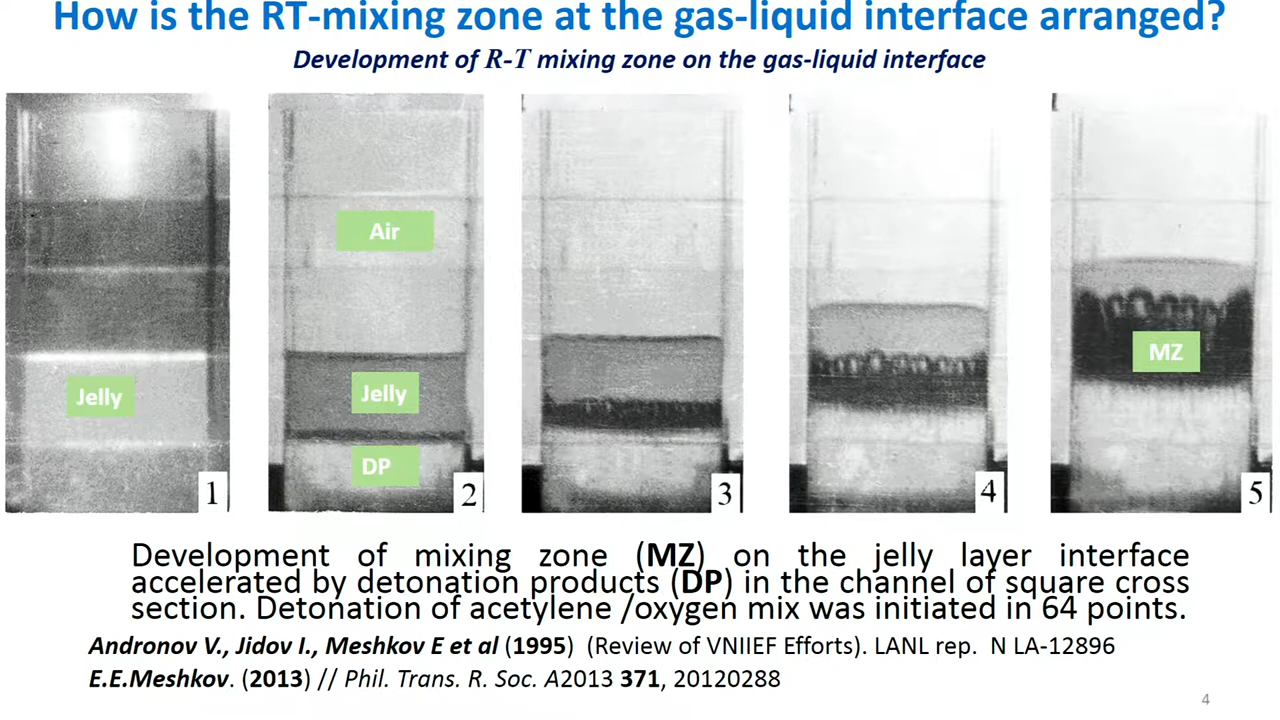 How is the RT-mixing zone at the gas-liquid interface arranged?
Development of R-T mixing zone on the gas-liquid interface
Jelly
1
Air
Jelly
DP
2
3
4
MZ
5
Development of mixing zone (MZ) on the jelly layer interface
accelerated by detonation products (DP) in the channel of square cross
section. Detonation of acetylene /oxygen mix was initiated in 64 points.
Andronov V., Jidov I., Meshkov E et al (1995) (Review of VNIIEF Efforts). LANL rep. N LA-12896
E.E.Meshkov. (2013) // Phil. Trans. R. Soc. A2013 371, 20120288
4